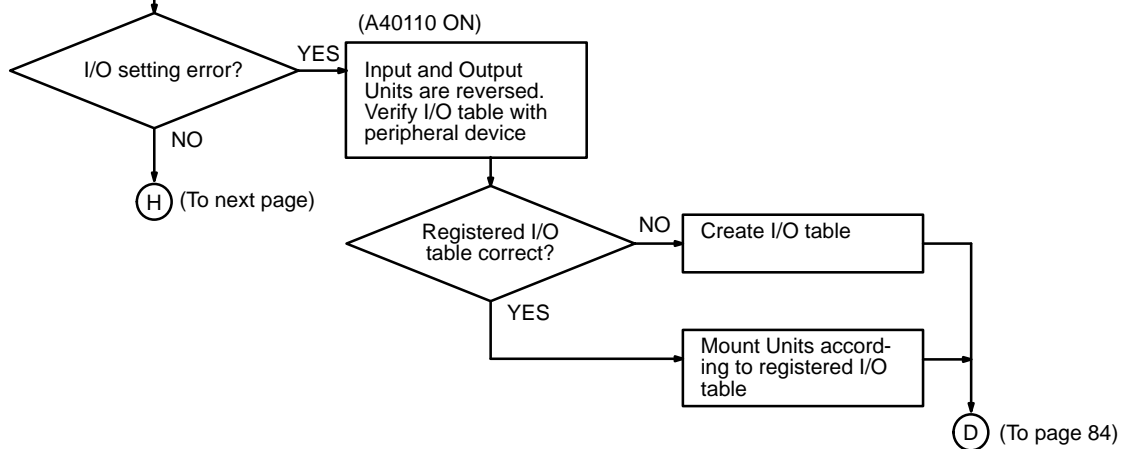 (A40110 ON)
I/O setting error?
YES
Input and Output
Units are reversed.
Verify I/O table with
peripheral device
NO
H (To next page)
Registered I/O
table correct?
NO
Create I/O table
YES
Mount Units accord-
ing to registered I/O
table
D (To page 84)